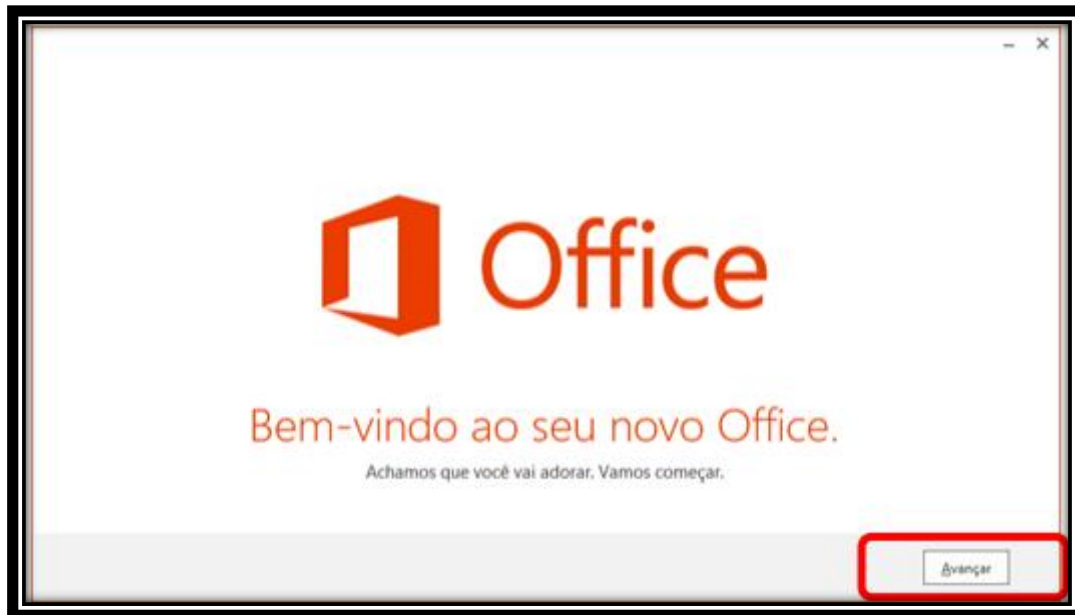 Office
Bem-vindo ao seu novo Office.
Achamos que você vai adorar. Vamos começar.
Avançar